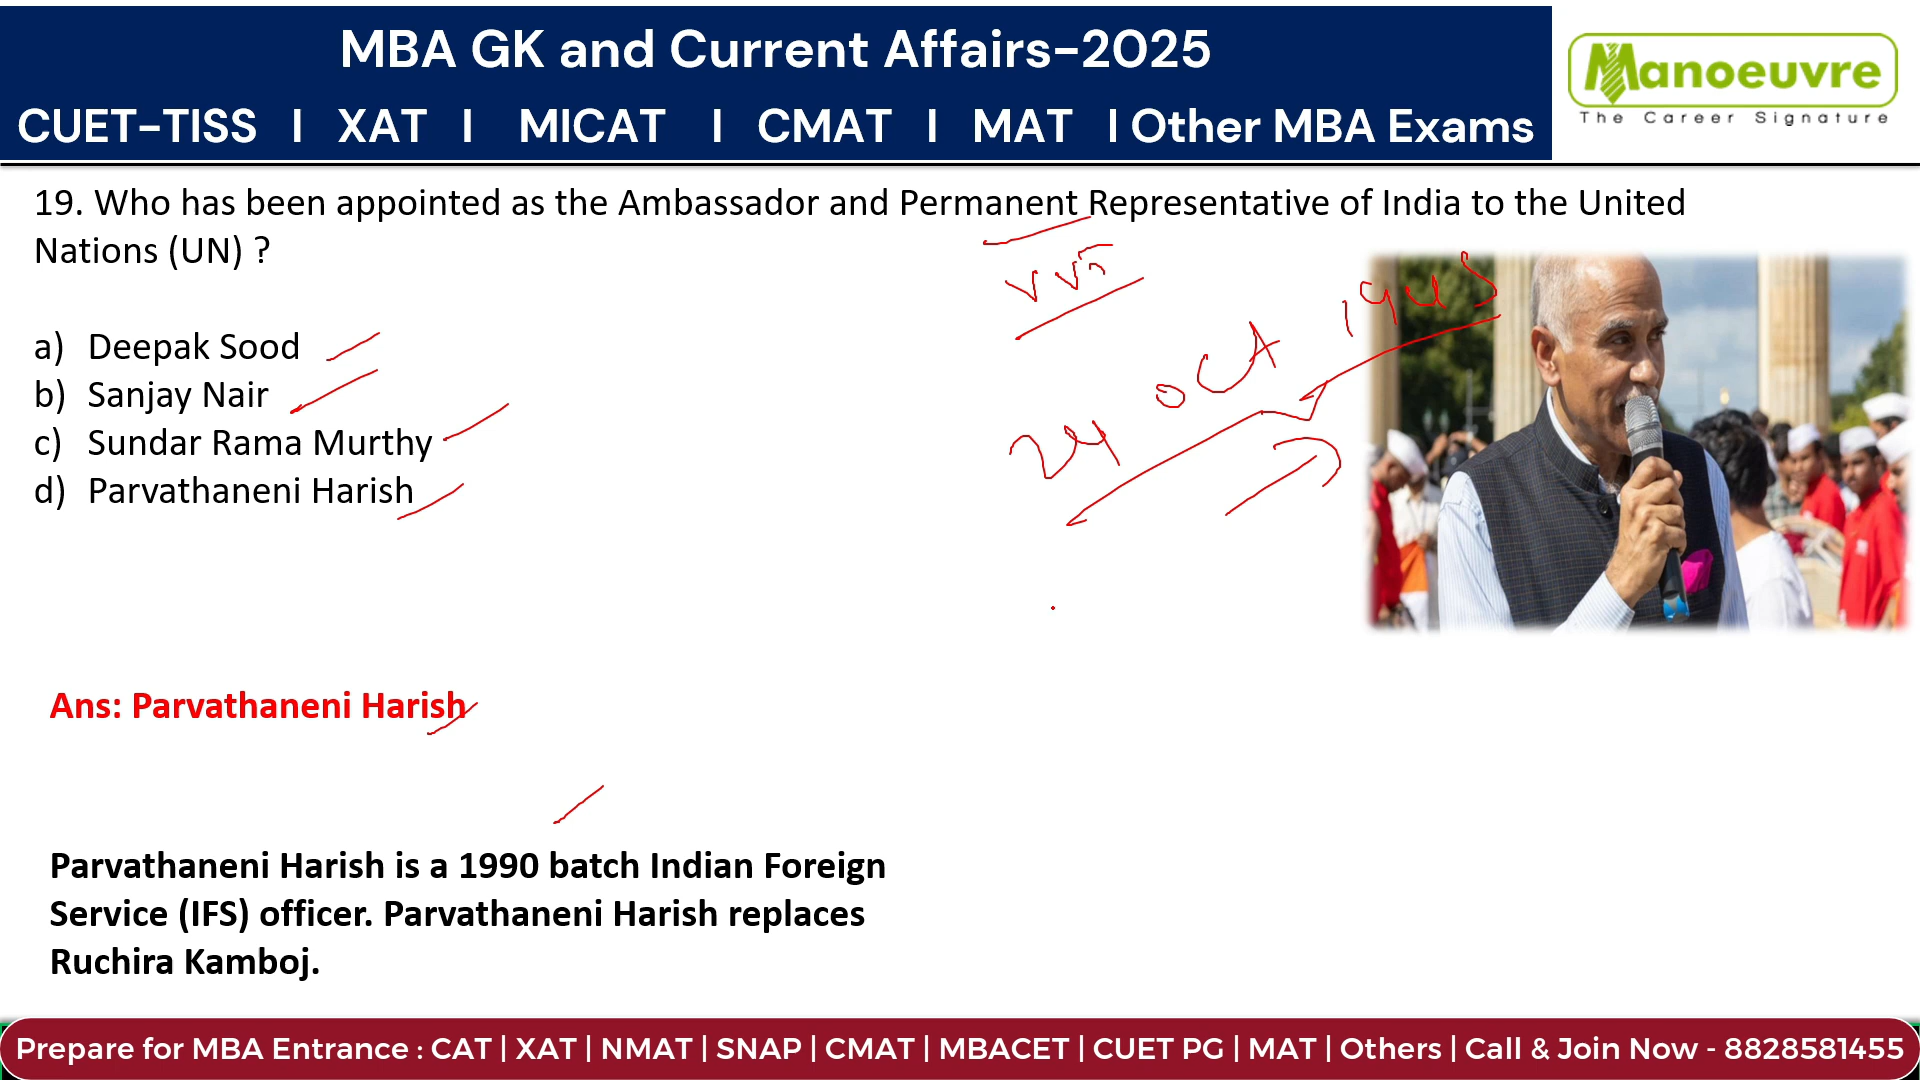 MBA GK and Current Affairs-2025
CUET-TISS I XAT I MICAT I CMAT I MAT I Other MBA Exams
Manoeuvre
The Career Signature
19. Who has been appointed as the Ambassador and Permanent Representative of India to the United
Nations (UN) ?
a) Deepak Sood
b) Sanjay Nair
c) Sundar Rama Murthy
d) Parvathaneni Harish
24 Oct 1945
Ans: Parvathaneni Harish
Parvathaneni Harish is a 1990 batch Indian Foreign
Service (IFS) officer. Parvathaneni Harish replaces
Ruchira Kamboj.
Prepare for MBA Entrance : CAT | XAT | NMAT | SNAP | CMAT | MBACET | CUET PG | MAT | Others | Call & Join Now - 8828581455